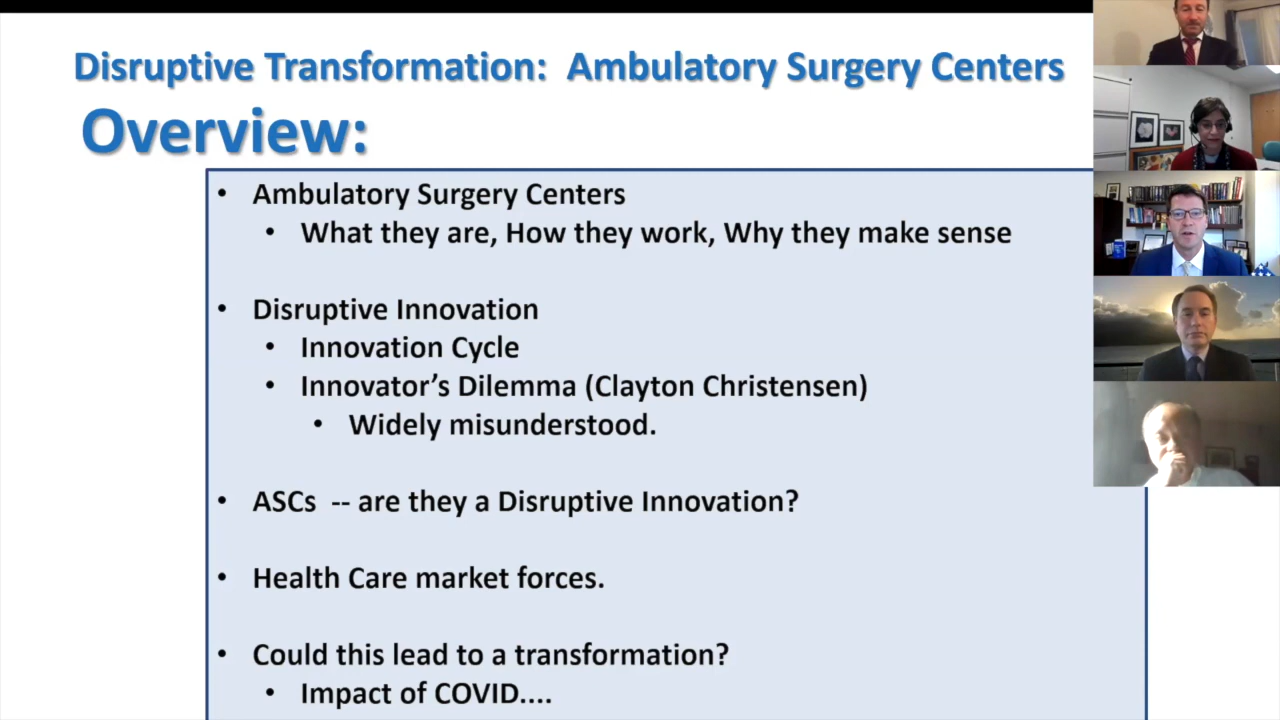 Disruptive Transformation:  Ambulatory Surgery Centers
Overview:
• Ambulatory Surgery Centers
• What they are, How they work, Why they make sense
• Disruptive Innovation
• Innovation Cycle
• Innovator’s Dilemma (Clayton Christensen)
• Widely misunderstood.
• ASCs  -- are they a Disruptive Innovation?
• Health Care market forces.
• Could this lead to a transformation?
• Impact of COVID....